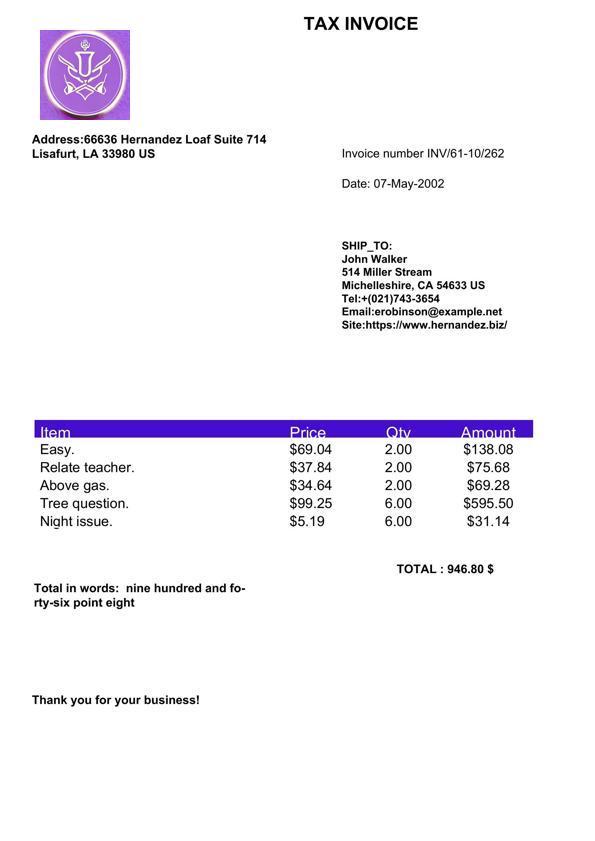 TAX INVOICE
Address:66636 Hernandez Loaf Suite 714
Lisafurt, LA 33980 US
Invoice number INV/61-10/262
Date: 07-May-2002
SHIP_TO:
John Walker
514 Miller Stream
Michelleshire, CA 54633 US
Tel:+(021)743-3654
Email:erobinson@example.net
Site:https://www.hernandez.biz/
Item Price Qty Amount
Easy. $69.04 2.00 $138.08
Relate teacher. $37.84 2.00 $75.68
Above gas. $34.64 2.00 $69.28
Tree question. $99.25 6.00 $595.50
Night issue. $5.19 6.00 $31.14
TOTAL : 946.80 $
Total in words:  nine hundred and fo-
rty-six point eight
Thank you for your business!